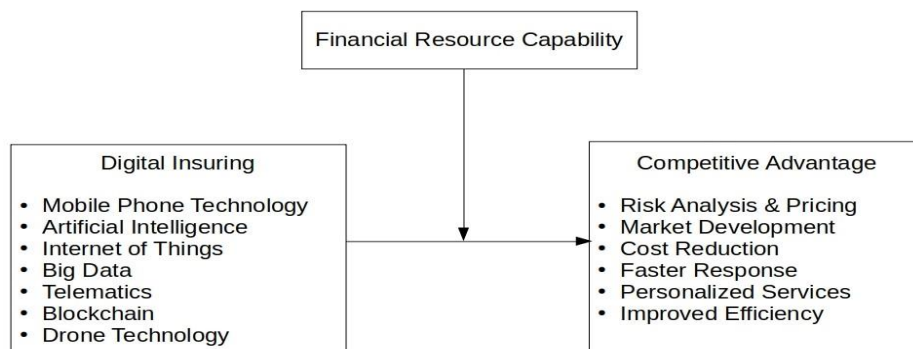 Financial Resource Capability
Digital Insuring
• Mobile Phone Technology
• Artificial Intelligence
• Internet of Things
• Big Data
• Telematics
• Blockchain
• Drone Technology
Competitive Advantage
• Risk Analysis & Pricing
• Market Development
• Cost Reduction
• Faster Response
• Personalized Services
• Improved Efficiency